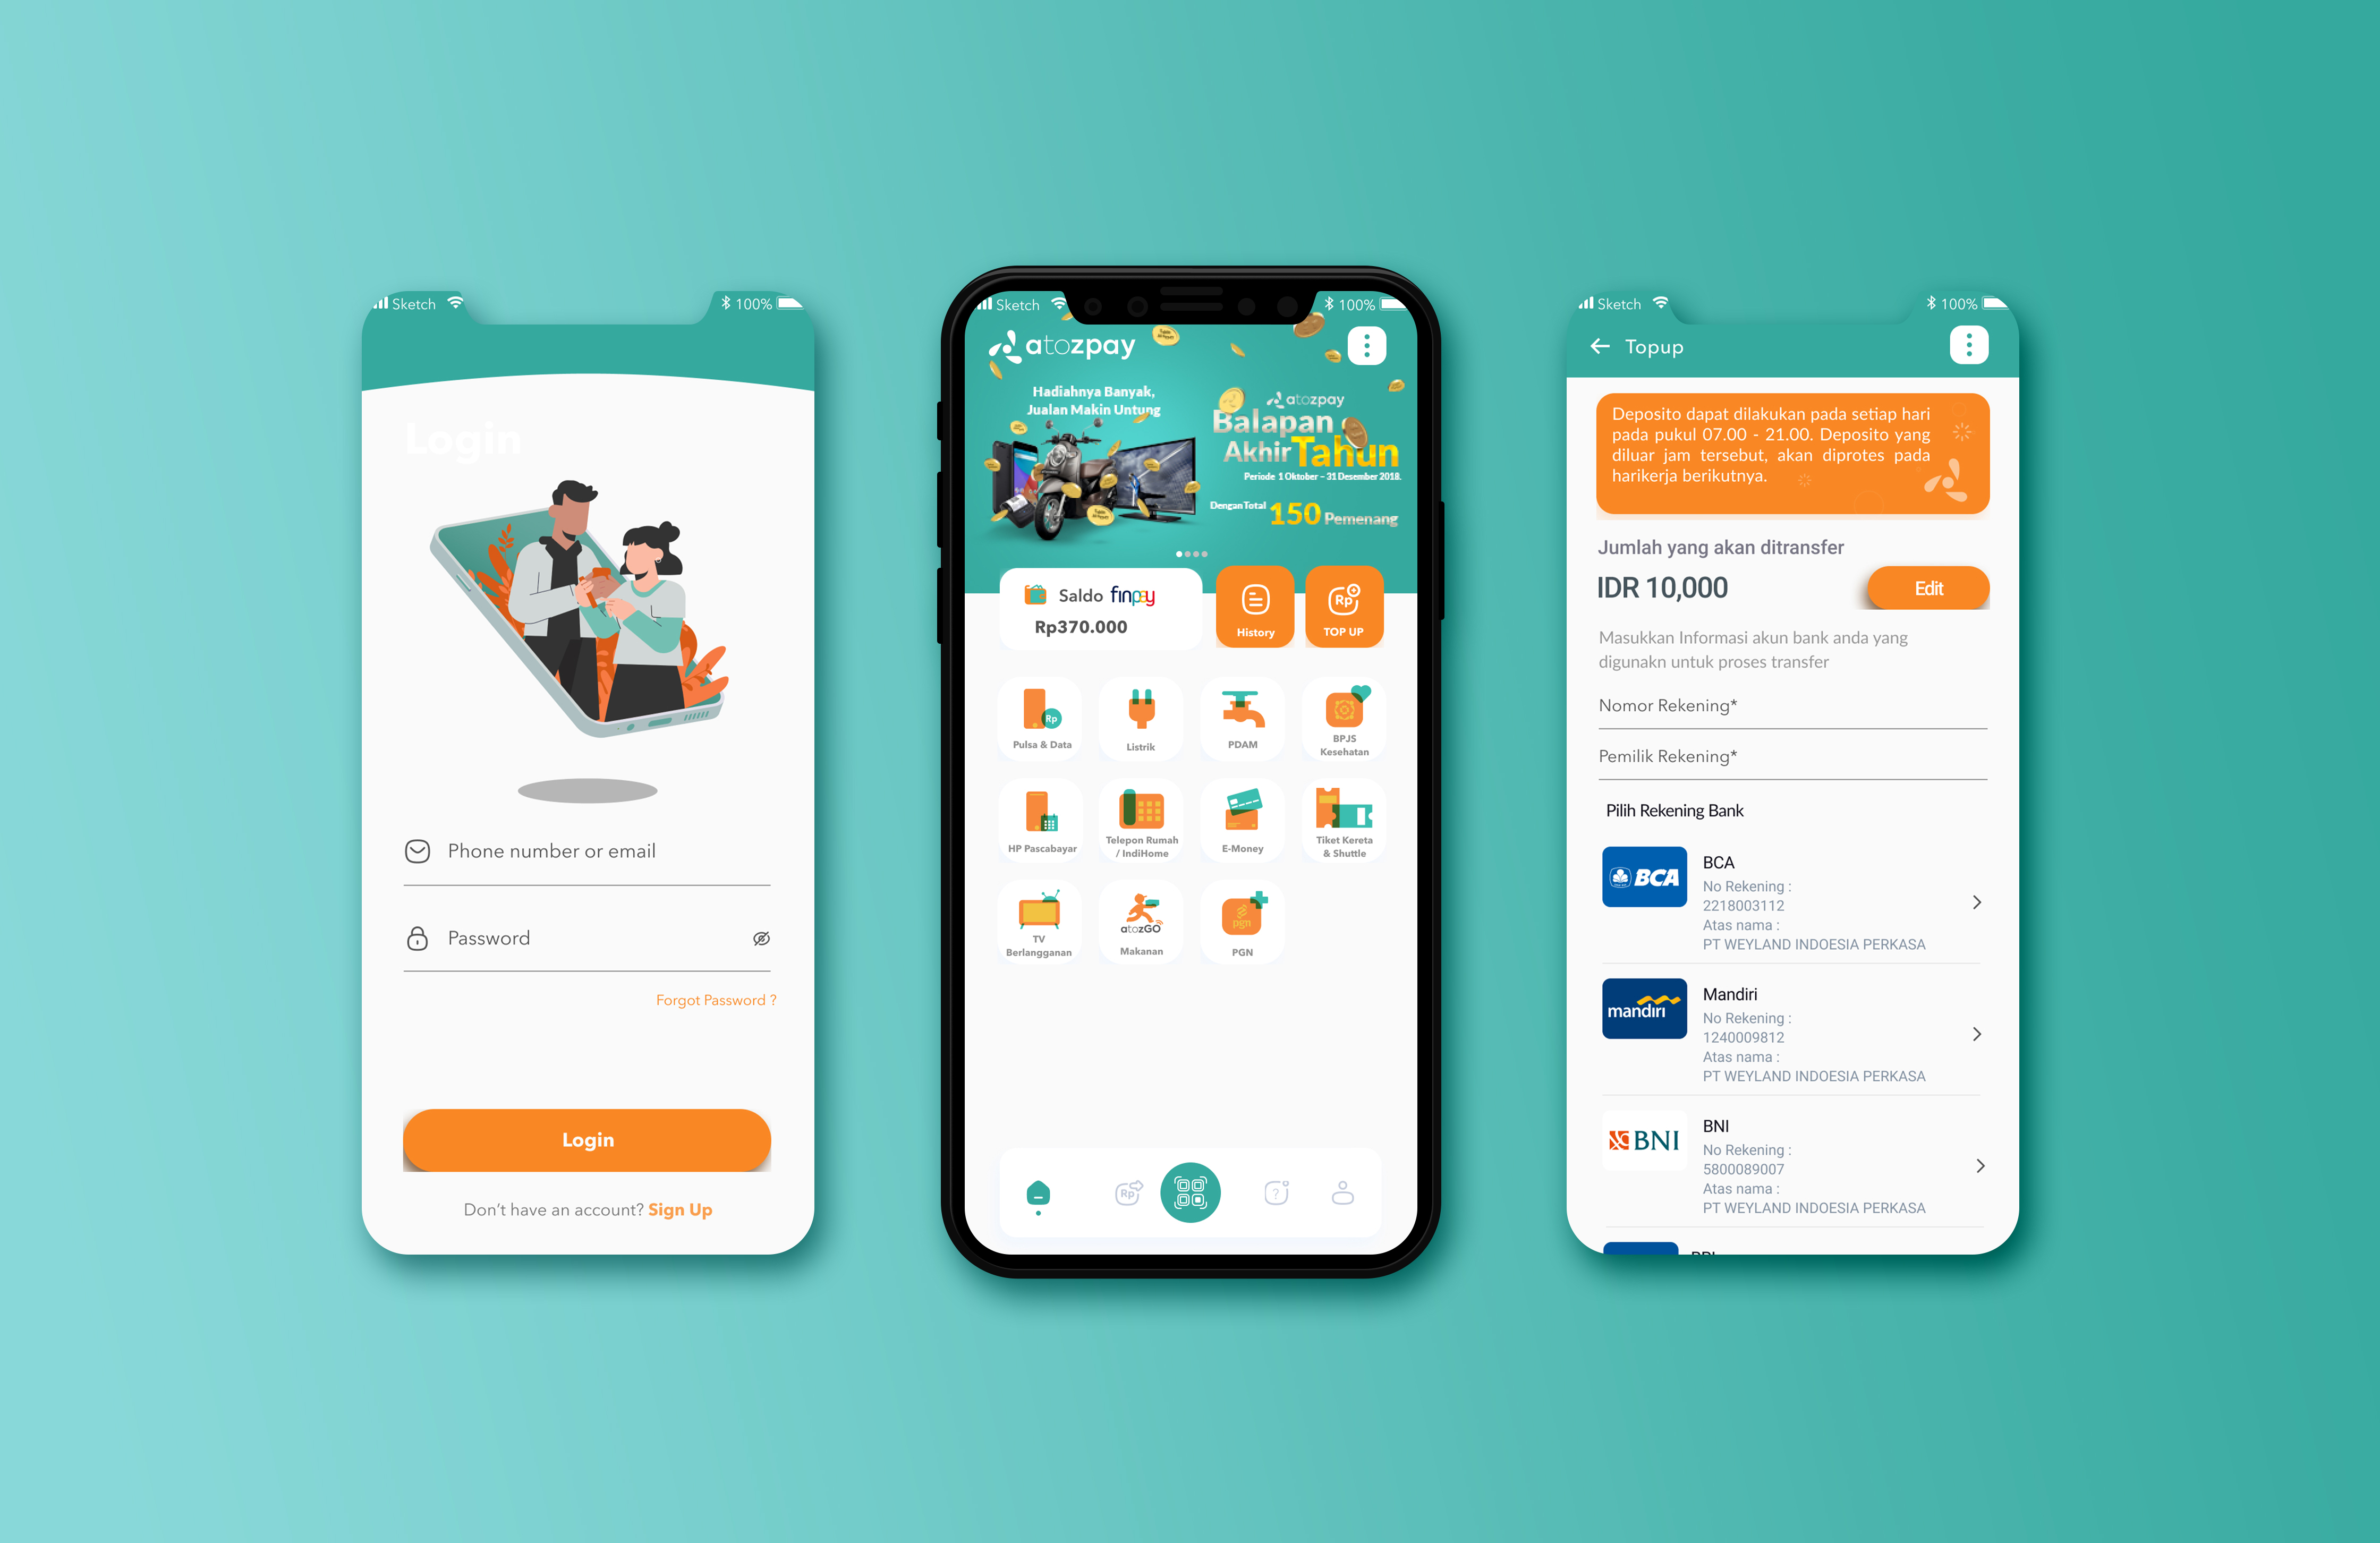 Sketch
100%
Login
Phone number or email
Password
Forgot Password ?
Login
Don't have an account? Sign Up
Sketch
100%
atozpay
Hadiahnya Banyak,
Jualan Makin Untung
atozpay
Balapan
Akhir Tahun
Periode 1 Oktober – 31 Desember 2018.
Dengan Total 150 Pemenang
Saldo finpay
Rp370.000
History
Rp
TOP UP
Rp
Pulsa & Data
Listrik
PDAM
BPJS
Kesehatan
HP Pascabayar
Telepon Rumah
/ IndiHome
E-Money
Tiket Kereta
& Shuttle
TV
Berlangganan
atozGO
Makanan
pgn
PGN
Rp
?
Sketch
100%
Topup
Deposito dapat dilakukan pada setiap hari
pada pukul 07.00 - 21.00. Deposito yang
diluar jam tersebut, akan diprotes pada
harikerja berikutnya.
Jumlah yang akan ditransfer
IDR 10,000
Edit
Masukkan Informasi akun bank anda yang
digunakn untuk proses transfer
Nomor Rekening*
Pemilik Rekening*
Pilih Rekening Bank
BCA
BCA
No Rekening :
2218003112
Atas nama :
PT WEYLAND INDOESIA PERKASA
mandiri
Mandiri
No Rekening :
1240009812
Atas nama :
PT WEYLAND INDOESIA PERKASA
BNI
BNI
No Rekening :
5800089007
Atas nama :
PT WEYLAND INDOESIA PERKASA